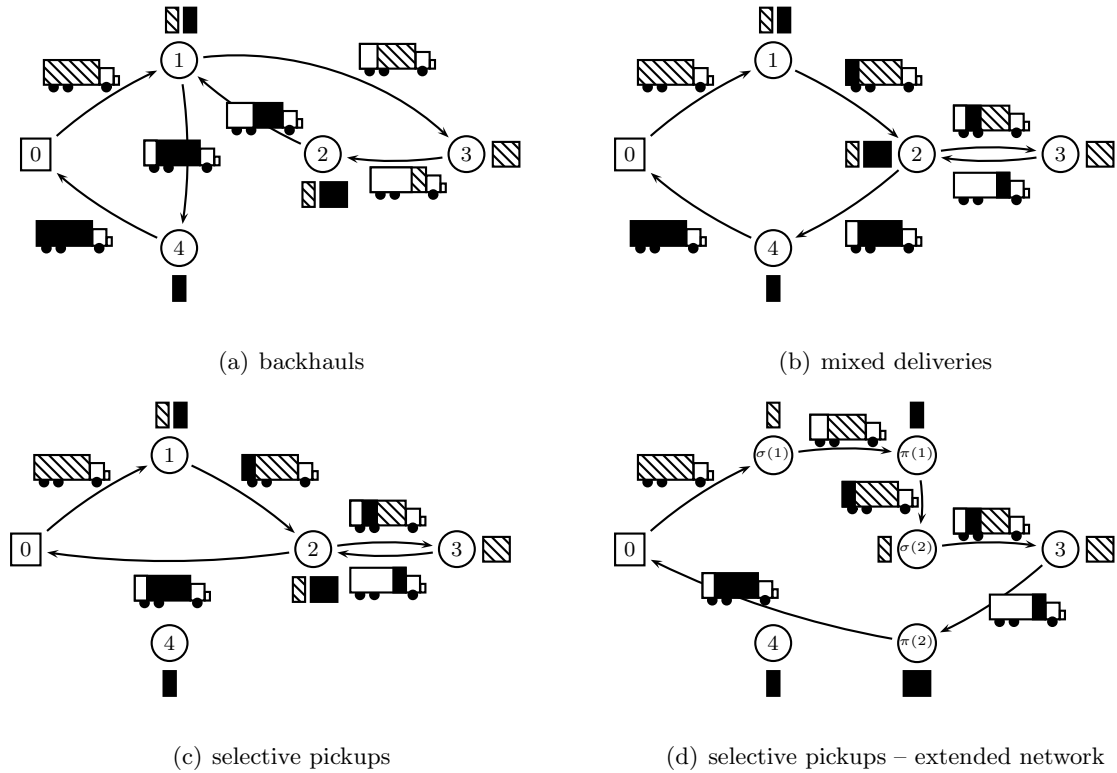 1
0
2
3
4
(a) backhauls
1
0
2
3
4
(b) mixed deliveries
1
0
2
3
4
(c) selective pickups
σ(1)
π(1)
0
σ(2)
3
4
π(2)
(d) selective pickups – extended network